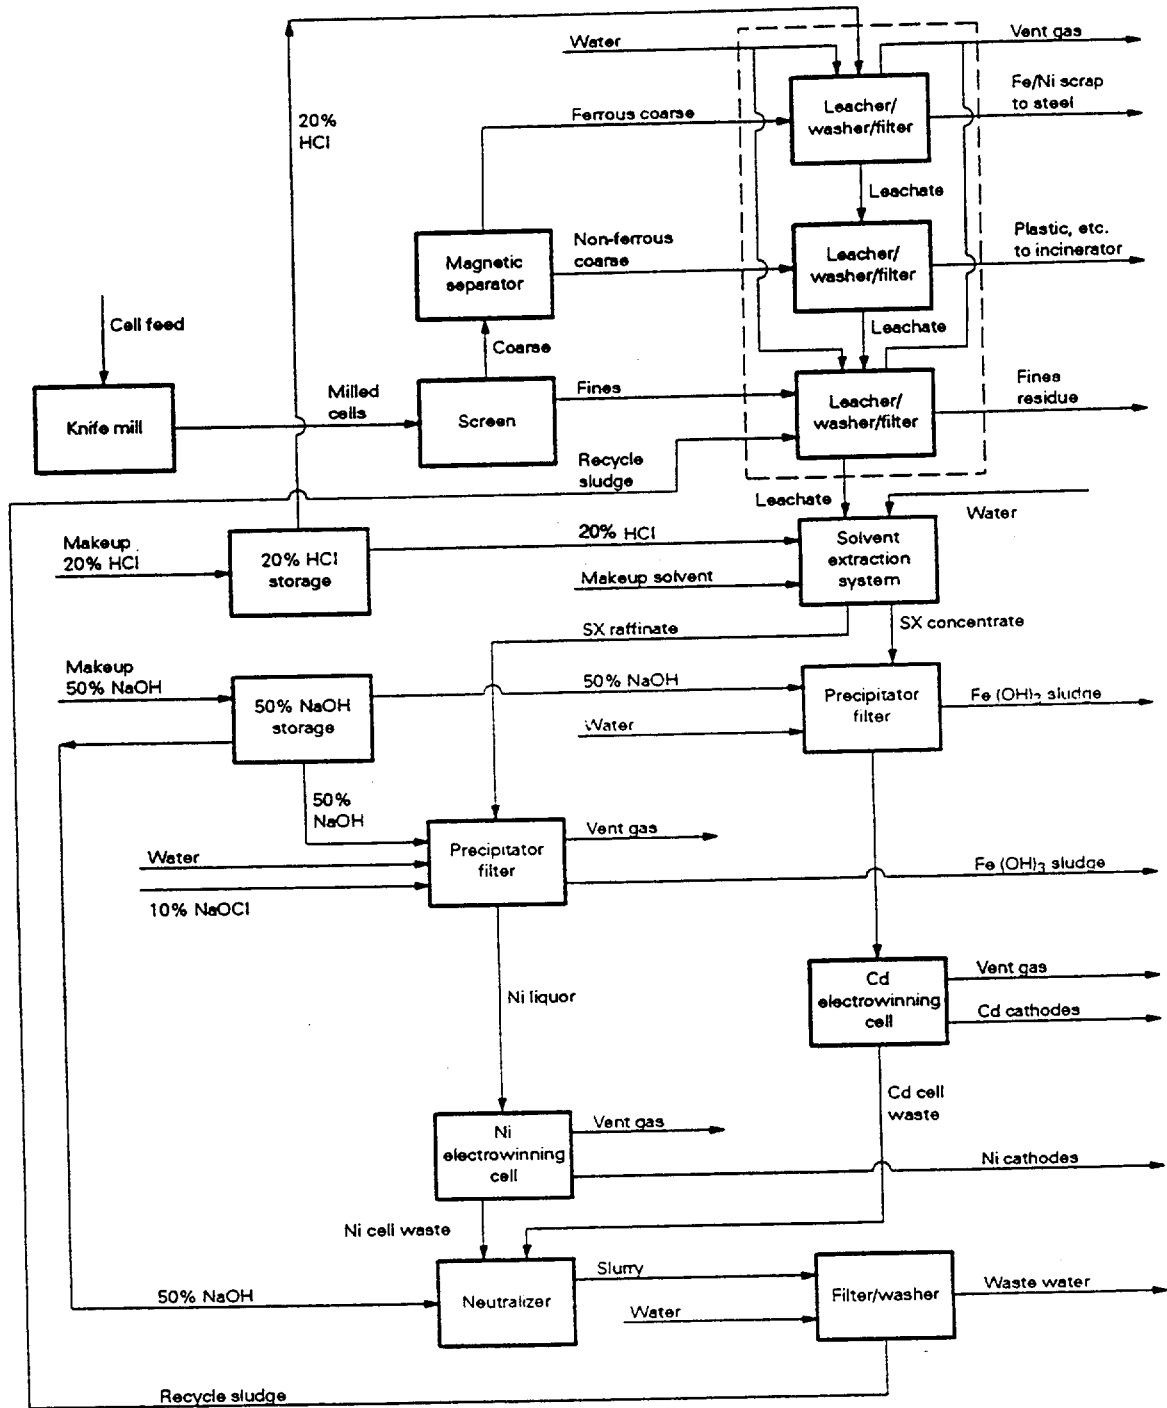 Water
Vent gas
20%
HCl
Ferrous coarse
Leacher/
washer/filter
Fe/Ni scrap
to steel
Leachate
Magnetic
separator
Non-ferrous
coarse
Leacher/
washer/filter
Plastic, etc.
to incinerator
Leachate
Cell feed
Coarse
Knife mill
Milled
cells
Screen
Fines
Leacher/
washer/filter
Fines
residue
Recycle
sludge
Leachate
Water
Makeup
20% HCl
20% HCl
storage
20% HCl
Makeup solvent
Solvent
extraction
system
SX raffinate
SX concentrate
Makeup
50% NaOH
50% NaOH
storage
50% NaOH
Water
Precipitator
filter
Fe (OH)3 sludge
50%
NaOH
Water
10% NaOCl
Precipitator
filter
Vent gas
Fe (OH)3 sludge
Ni liquor
Cd
electrowinning
cell
Vent gas
Cd cathodes
Cd cell
waste
Ni
electrowinning
cell
Vent gas
Ni cathodes
Ni cell waste
50% NaOH
Neutralizer
Slurry
Water
Filter/washer
Waste water
Recycle sludge